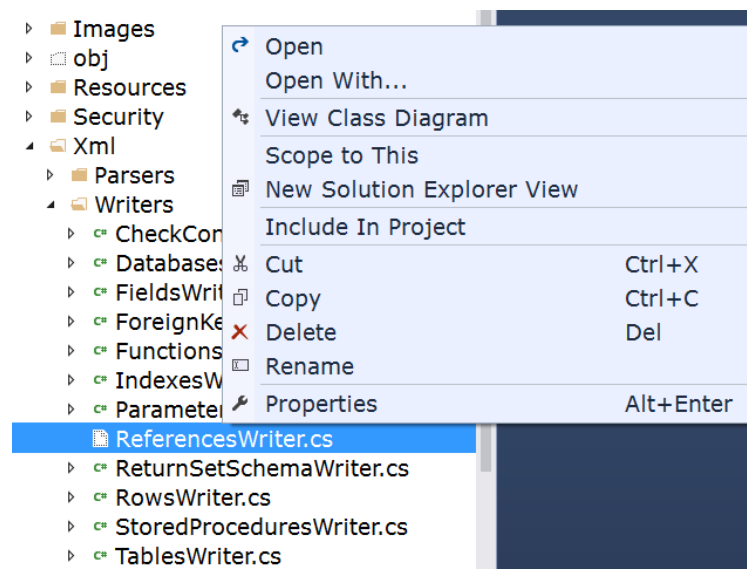 Images
obj
Resources
Security
Xml
Parsers
Writers
CheckCon
Databases
FieldsWrit
ForeignKe
Functions
IndexesW
Parameter
ReferencesWriter.cs
ReturnSetSchemaWriter.cs
RowsWriter.cs
StoredProceduresWriter.cs
TablesWriter.cs
Open
Open With...
View Class Diagram
Scope to This
New Solution Explorer View
Include In Project
Cut Ctrl+X
Copy Ctrl+C
Delete Del
Rename
Properties Alt+Enter